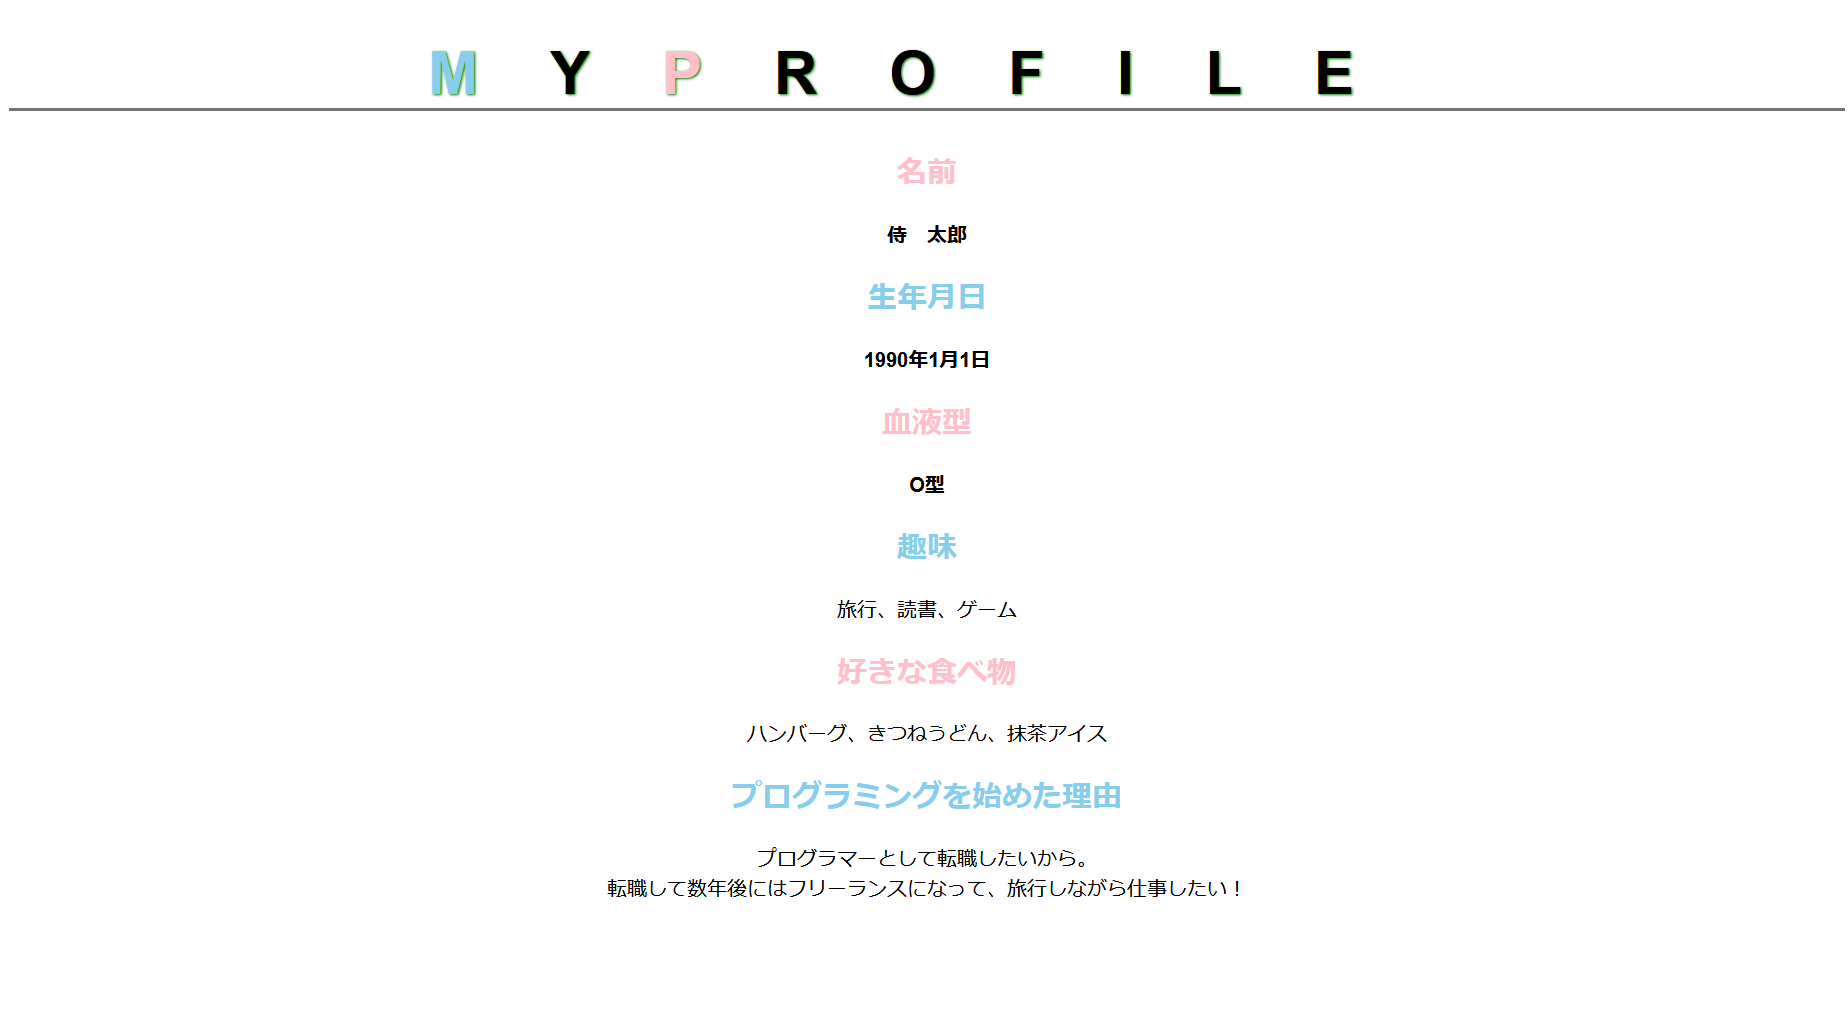 M Y P R O F I L E
名前
侍　太郎
生年月日
1990年1月1日
血液型
O型
趣味
旅行、読書、ゲーム
好きな食べ物
ハンバーグ、きつねうどん、抹茶アイス
プログラミングを始めた理由
プログラマーとして転職したいから。
転職して数年後にはフリーランスになって、旅行しながら仕事したい！